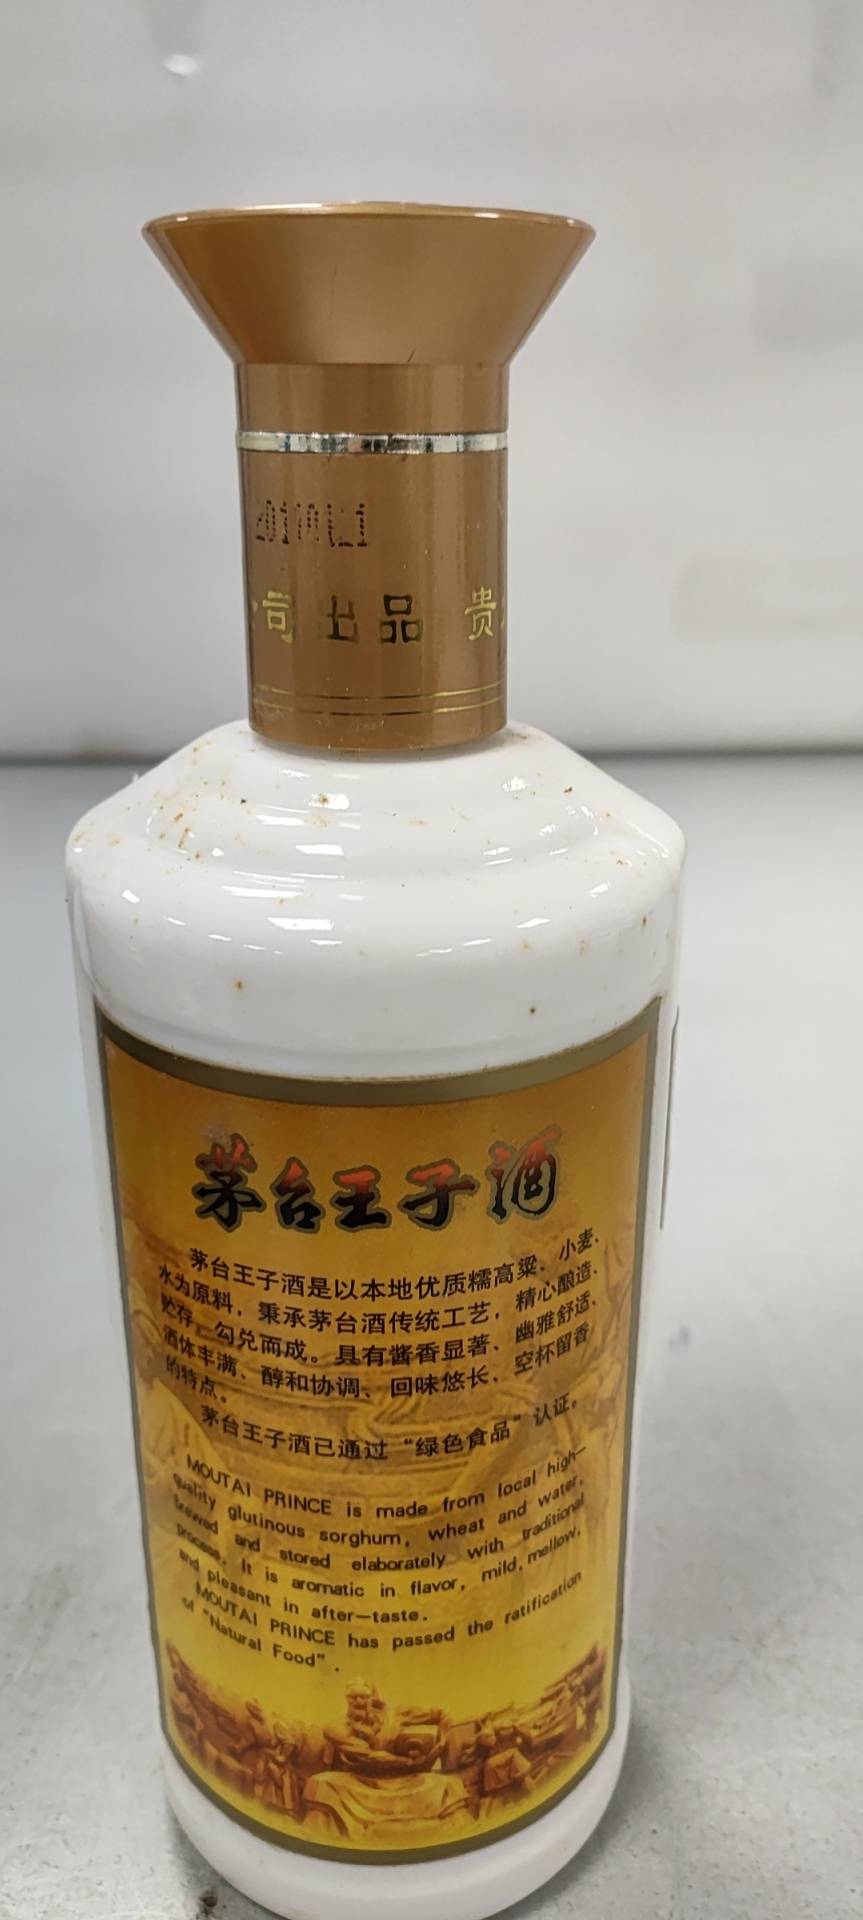 司出品 贵
茅台王子酒
茅台王子酒是以本地优质糯高粱、小麦、
水为原料，秉承茅台酒传统工艺，精心酿造、
贮存，勾兑而成。具有酱香显著、幽雅舒适、
酒体丰满、醇和协调、回味悠长、空杯留香
的特点。
茅台王子酒已通过“绿色食品”认证。
MOUTAI PRINCE is made from local high-
quality glutinous sorghum, wheat and water,
brewed and stored elaborately with traditional
process. It is aromatic in flavor, mild, mellow,
and pleasant in after-taste.
MOUTAI PRINCE has passed the ratification
of "Natural Food".